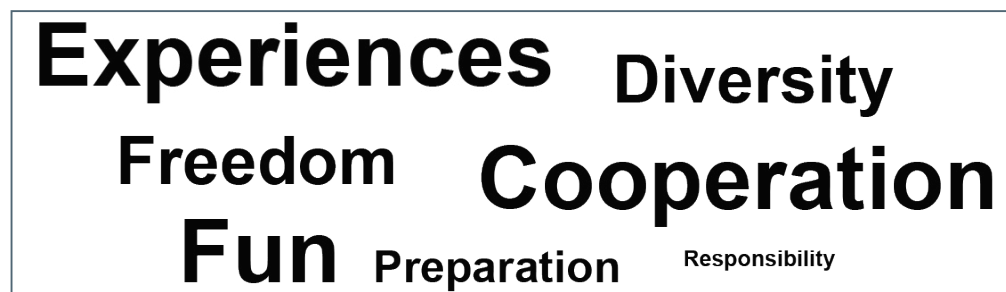 Experiences
Diversity
Freedom
Cooperation
Fun
Preparation
Responsibility